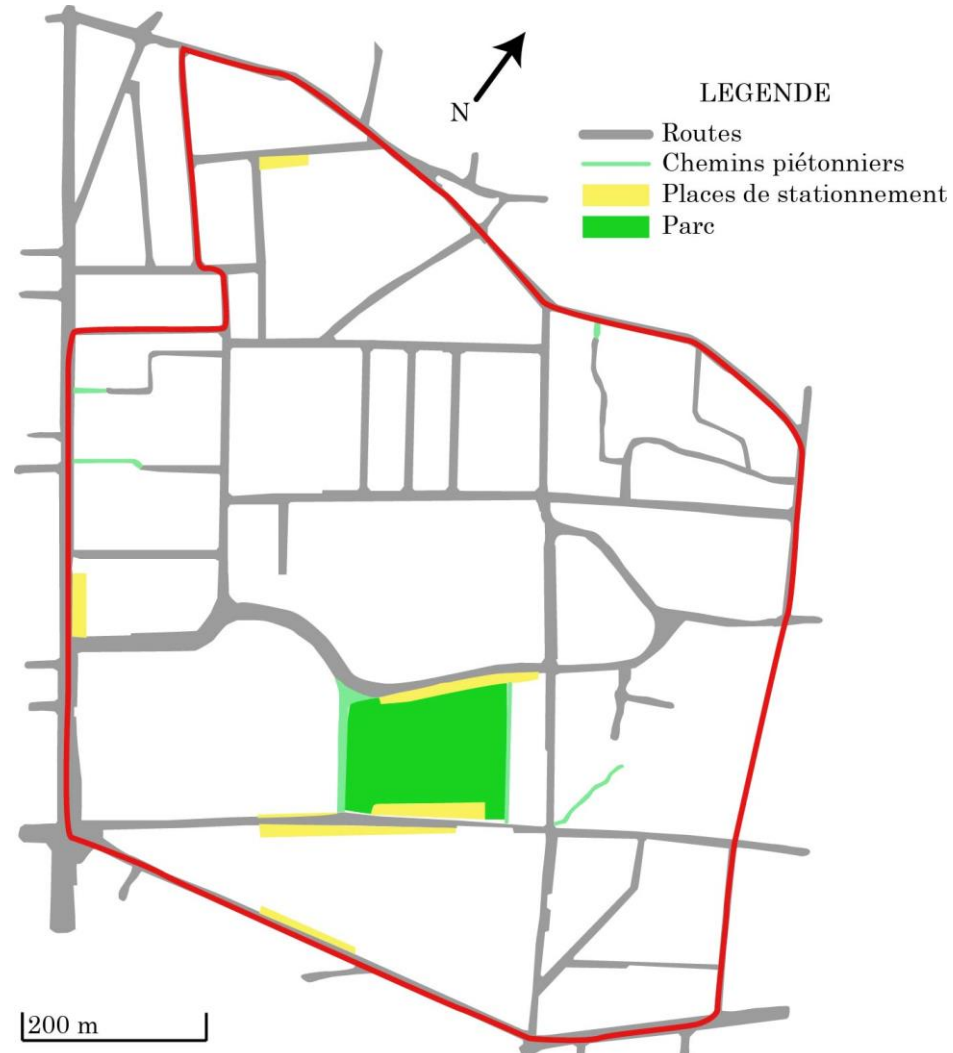 N
LEGENDE
Routes
Chemins piétonniers
Places de stationnement
Parc
200 m